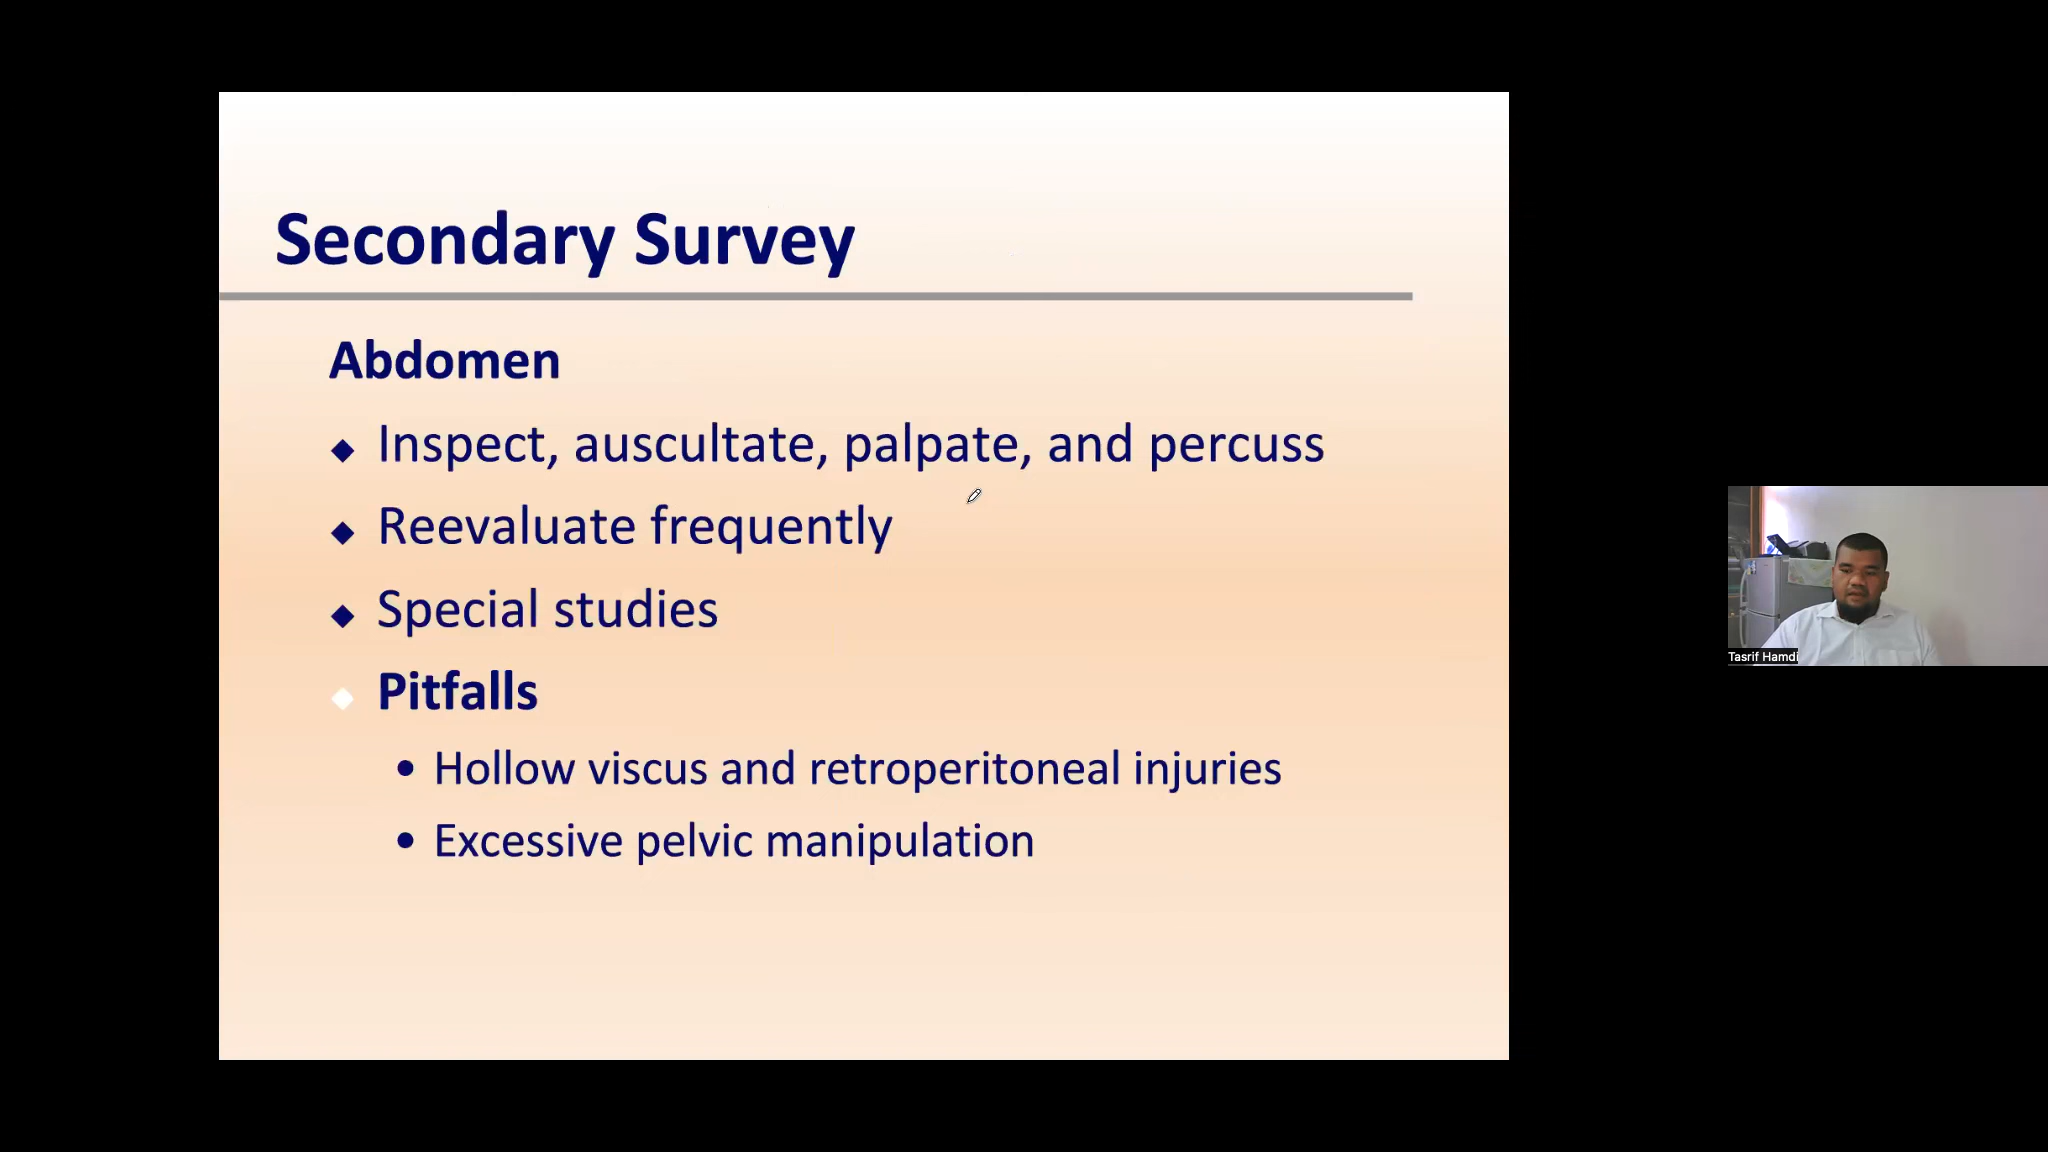 Secondary Survey
Abdomen
Inspect, auscultate, palpate, and percuss
Reevaluate frequently
Special studies
Pitfalls
Hollow viscus and retroperitoneal injuries
Excessive pelvic manipulation
Tasrif Hamdi